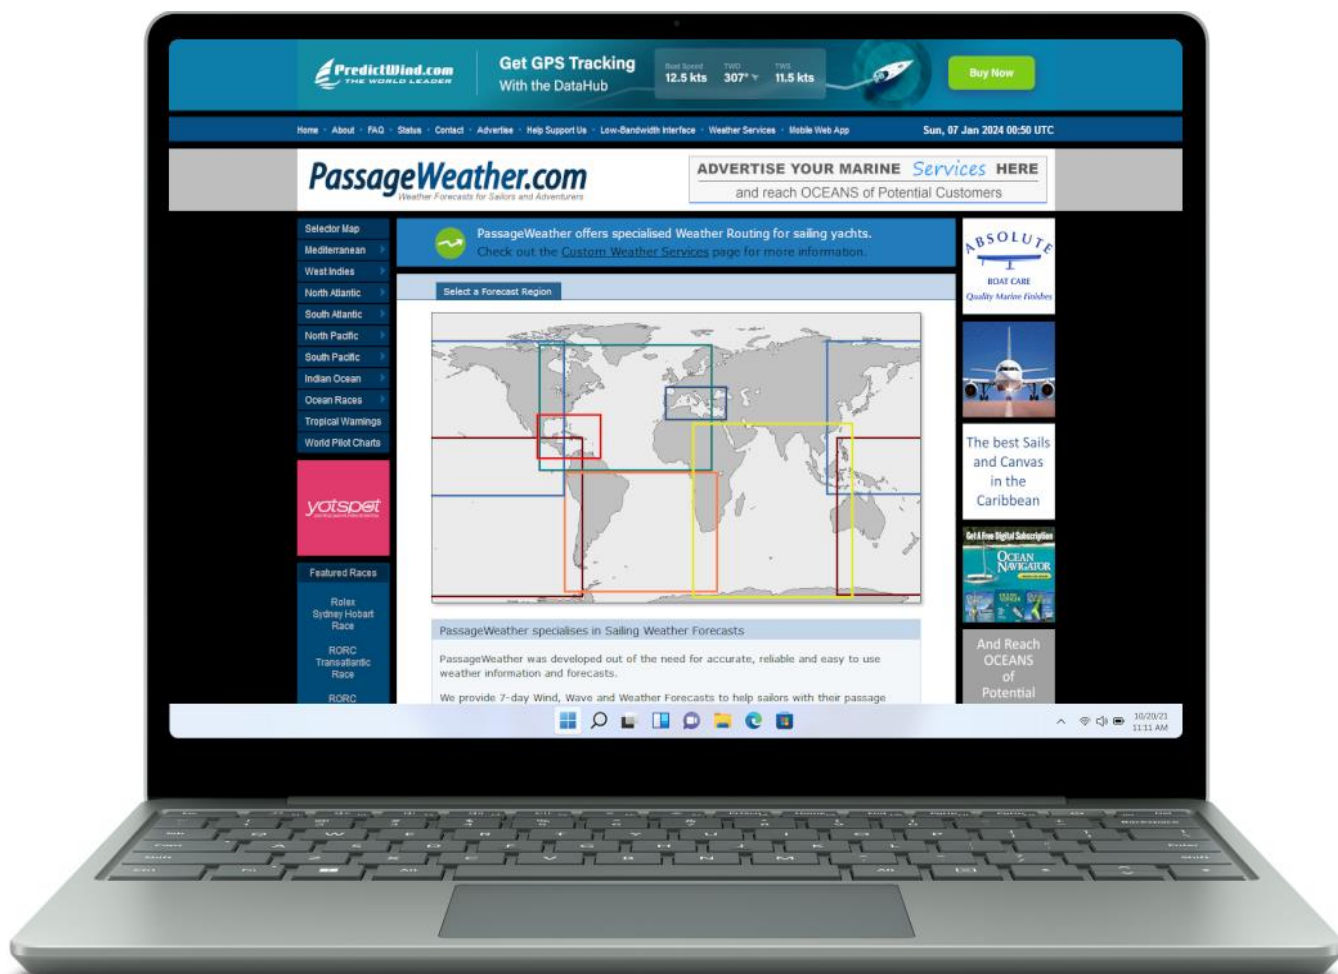 PredictWind.com
THE WORLD LEADER
Get GPS Tracking
With the DataHub
Boat Speed TWD TWS
12.5 kts 307° 11.5 kts
Buy Now
Home · About · FAQ · Status · Contact · Advertise · Help Support Us · Low-Bandwidth Interface · Weather Services · Mobile Web App
Sun, 07 Jan 2024 00:50 UTC
PassageWeather.com
Weather Forecasts for Sailors and Adventurers
ADVERTISE YOUR MARINE Services HERE
and reach OCEANS of Potential Customers
Selector Map
Mediterranean
West Indies
North Atlantic
South Atlantic
North Pacific
South Pacific
Indian Ocean
Ocean Races
Tropical Warnings
World Pilot Charts
yotspot
Featured Races
Rolex
Sydney Hobart
Race
RORC
Transatlantic
Race
RORC
PassageWeather offers specialised Weather Routing for sailing yachts.
Check out the Custom Weather Services page for more information.
Select a Forecast Region
PassageWeather specialises in Sailing Weather Forecasts
PassageWeather was developed out of the need for accurate, reliable and easy to use
weather information and forecasts.
We provide 7-day Wind, Wave and Weather Forecasts to help sailors with their passage
ABSOLUTE
BOAT CARE
Quality Marine Finishes
The best Sails
and Canvas
in the
Caribbean
Get A Free Digital Subscription
OCEAN
NAVIGATOR
And Reach
OCEANS
of
Potential
10/20/21
11:11 AM